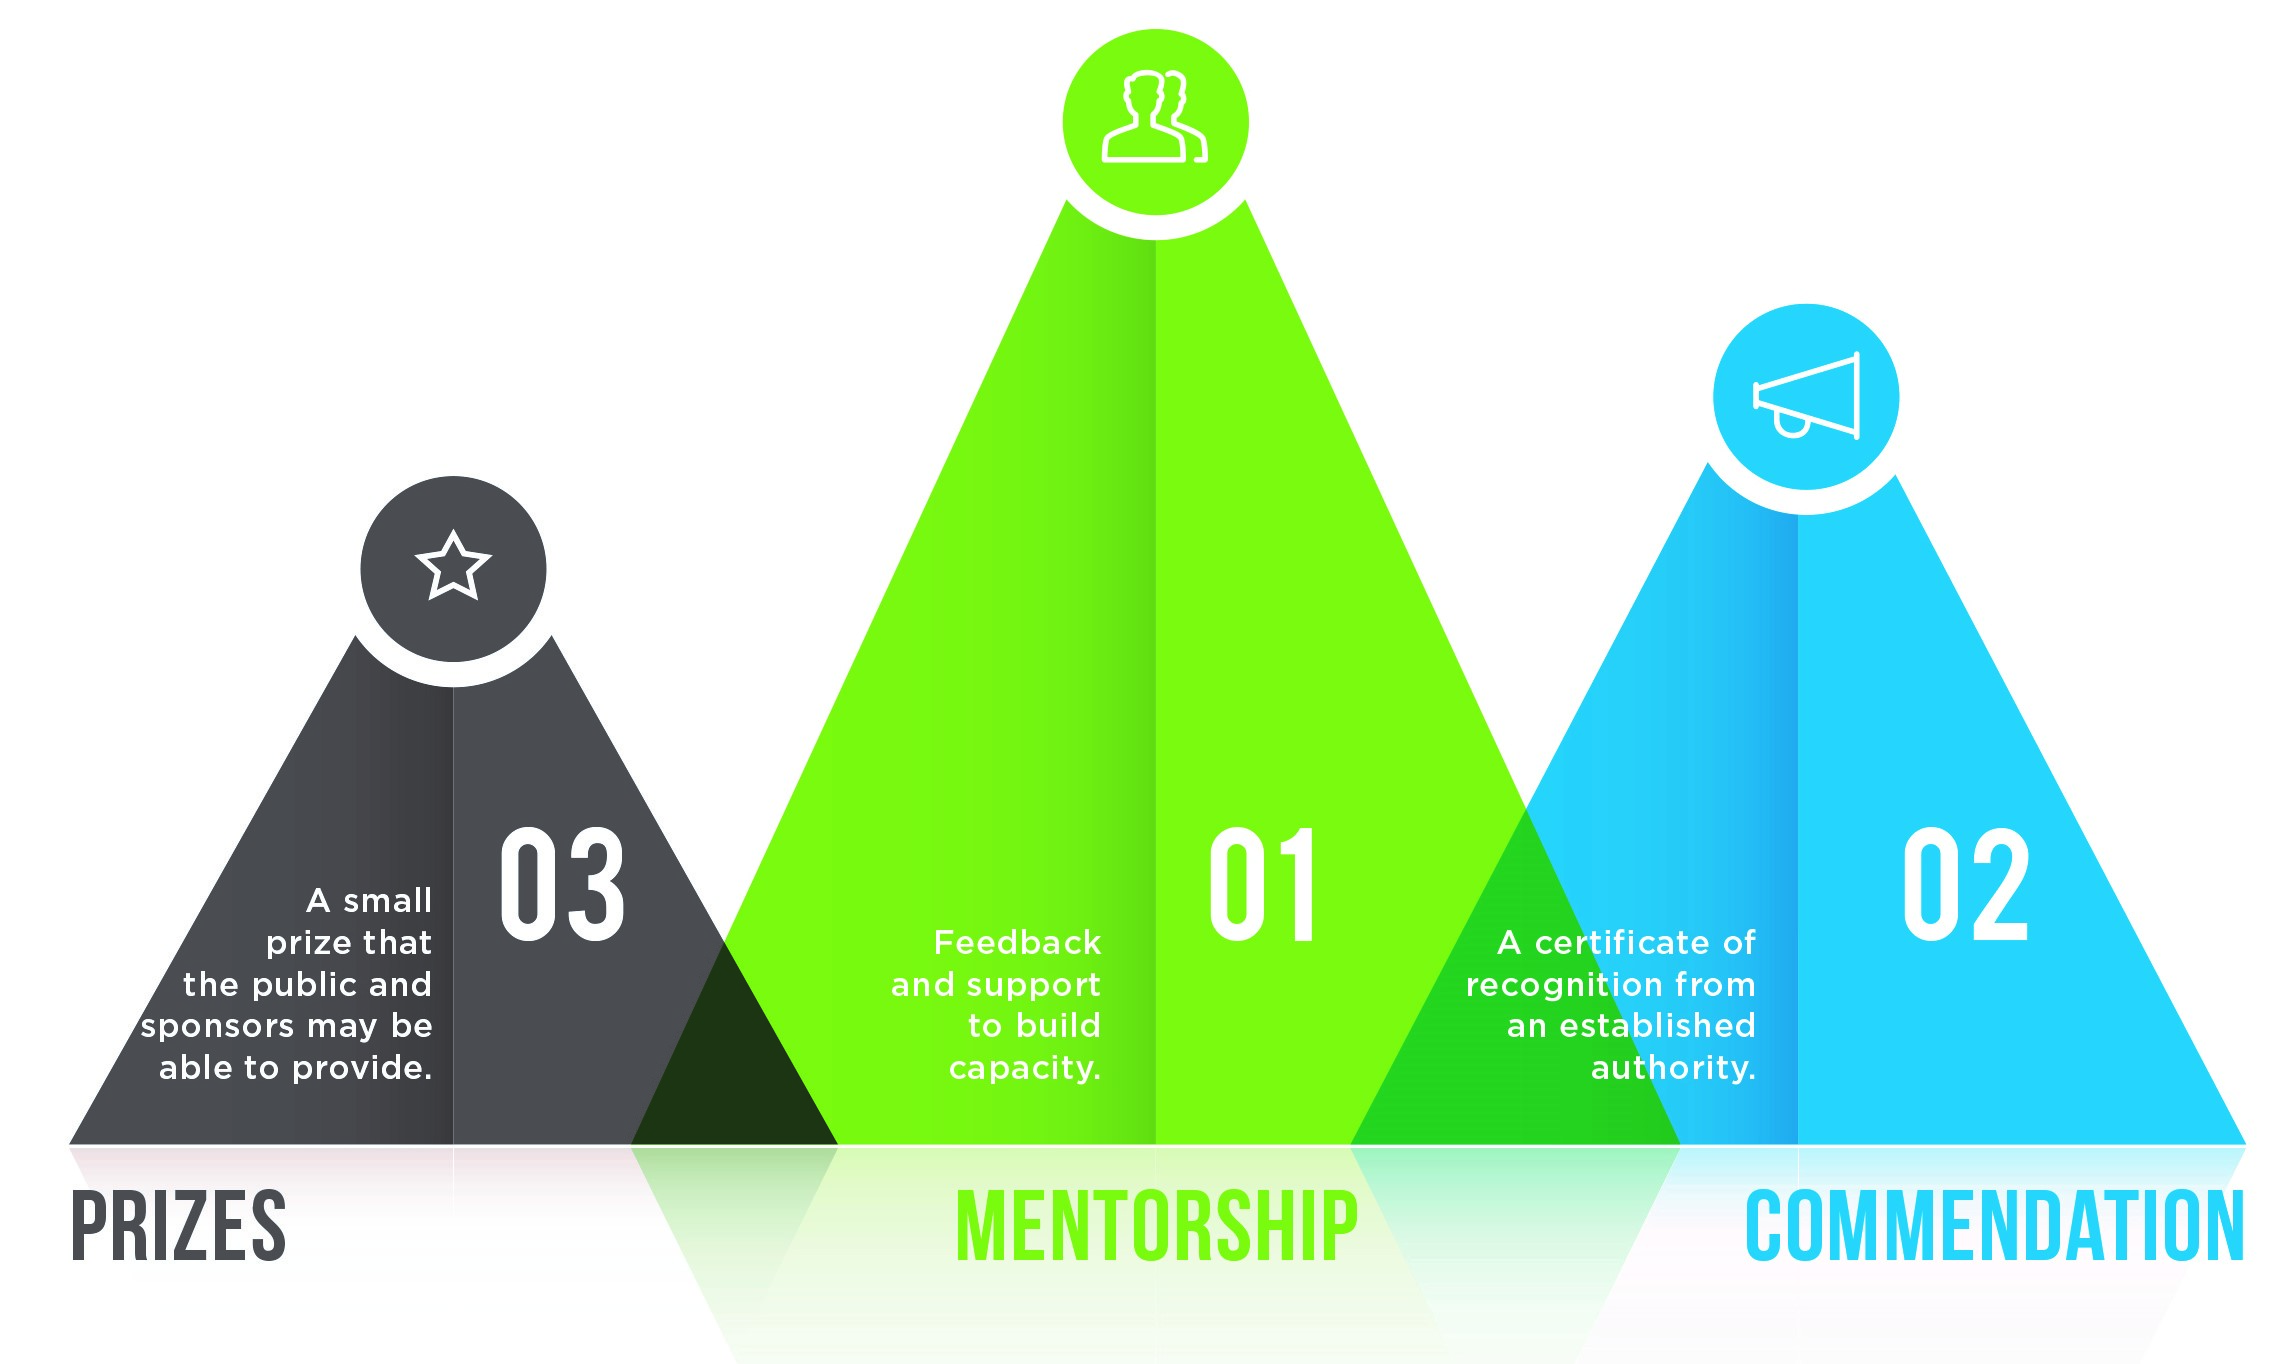 03
A small
prize that
the public and
sponsors may be
able to provide.
PRIZES
01
Feedback
and support
to build
capacity.
MENTORSHIP
02
A certificate of
recognition from
an established
authority.
COMMENDATION